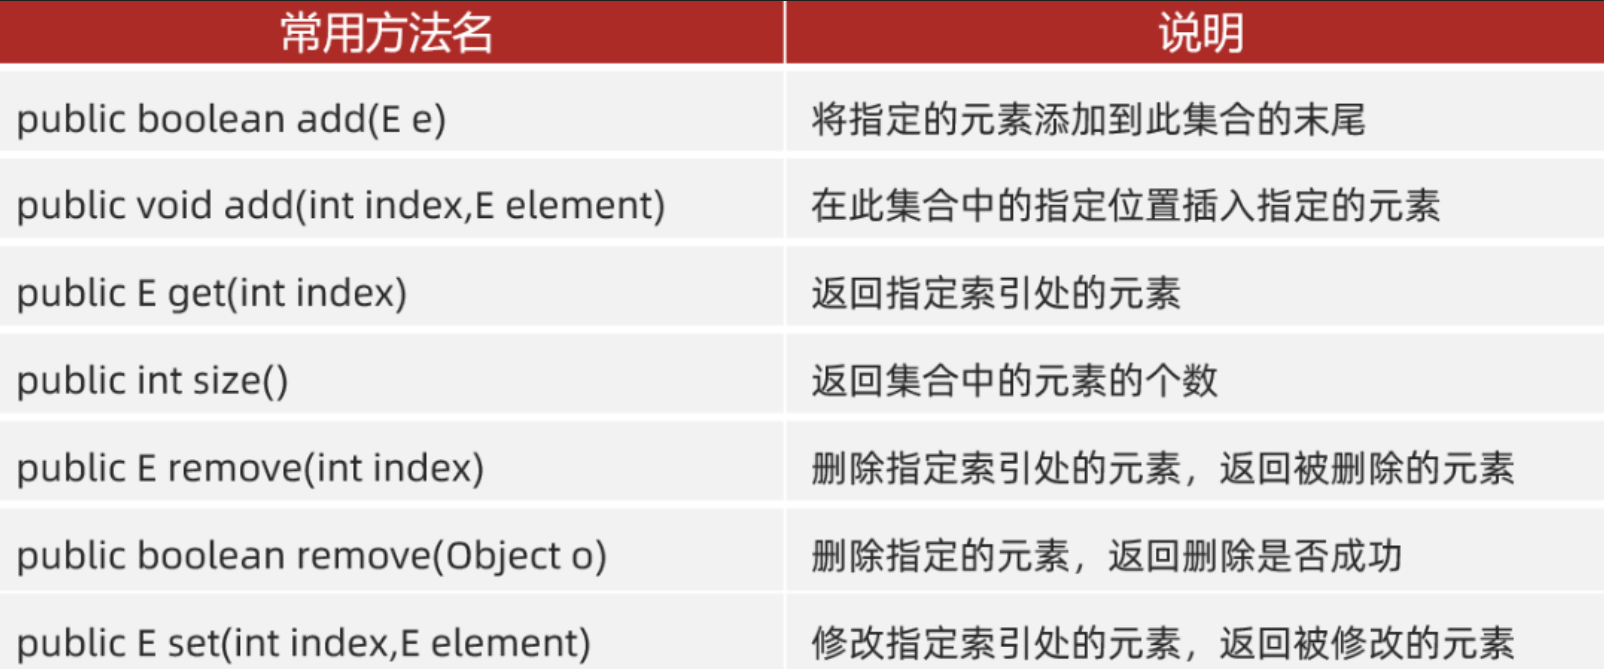 常用方法名 说明
public boolean add(E e) 将指定的元素添加到此集合的末尾
public void add(int index,E element) 在此集合中的指定位置插入指定的元素
public E get(int index) 返回指定索引处的元素
public int size() 返回集合中的元素的个数
public E remove(int index) 删除指定索引处的元素，返回被删除的元素
public boolean remove(Object o) 删除指定的元素，返回删除是否成功
public E set(int index,E element) 修改指定索引处的元素，返回被修改的元素